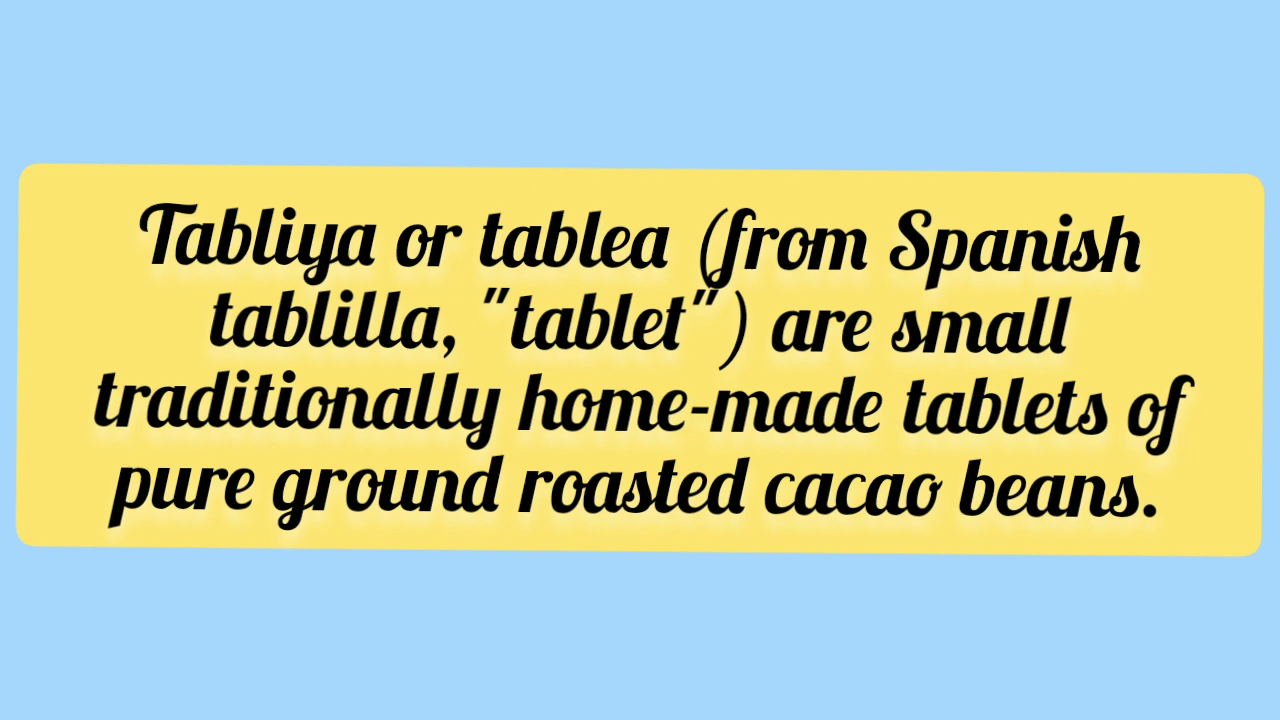 Tabliya or tablea (from Spanish
tablilla, "tablet") are small
traditionally home-made tablets of
pure ground roasted cacao beans.